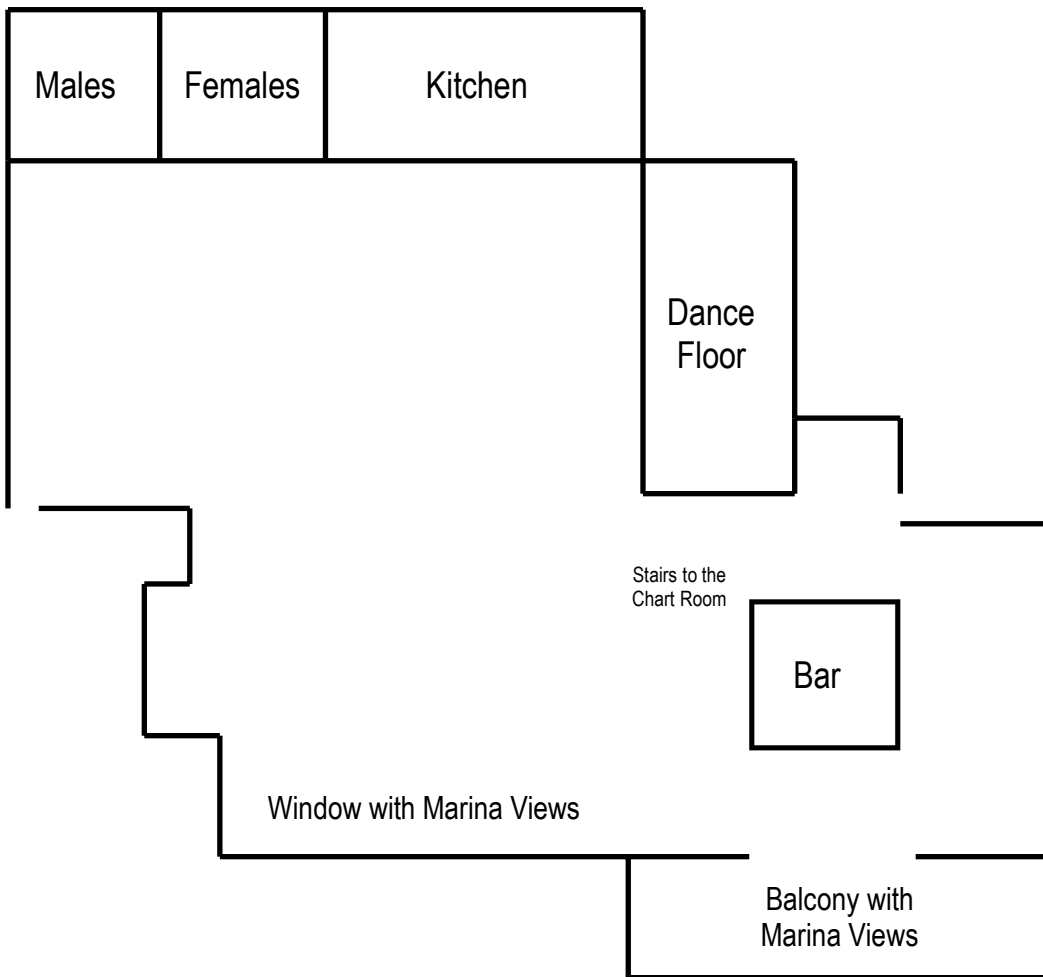 Males
Females
Kitchen
Dance
Floor
Stairs to the
Chart Room
Bar
Window with Marina Views
Balcony with
Marina Views